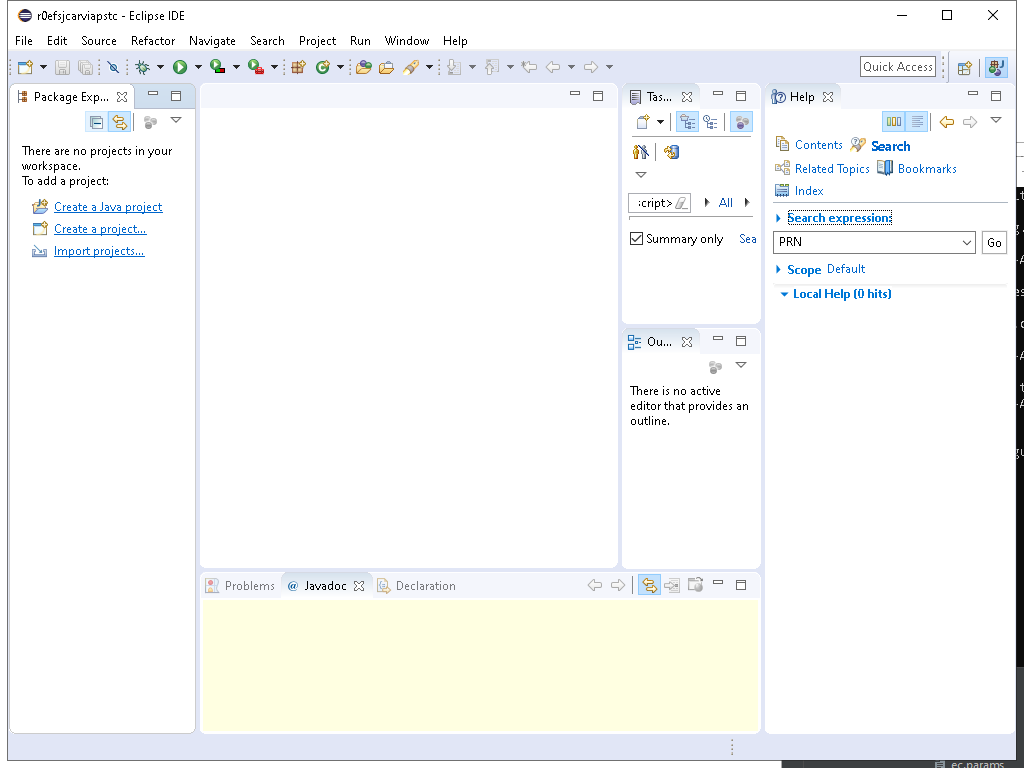 r0efsjcarviapstc - Eclipse IDE
File Edit Source Refactor Navigate Search Project Run Window Help
Quick Access
Package Exp...
There are no projects in your
workspace.
To add a project:
Create a Java project
Create a project...
Import projects...
Tas...
:cript>
All
Summary only
Sea
Ou...
There is no active
editor that provides an
outline.
Help
Contents
Search
Related Topics
Bookmarks
Index
Search expression:
PRN
Go
Scope Default
Local Help (0 hits)
Problems
@ Javadoc
Declaration
ec.params